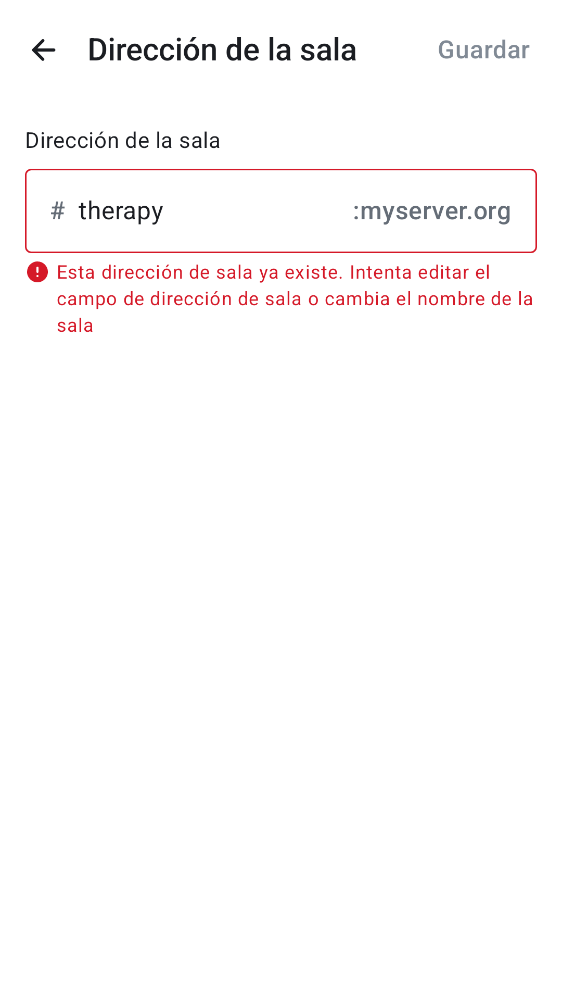 Dirección de la sala
Guardar
Dirección de la sala
# therapy :myserver.org
Esta dirección de sala ya existe. Intenta editar el
campo de dirección de sala o cambia el nombre de la
sala